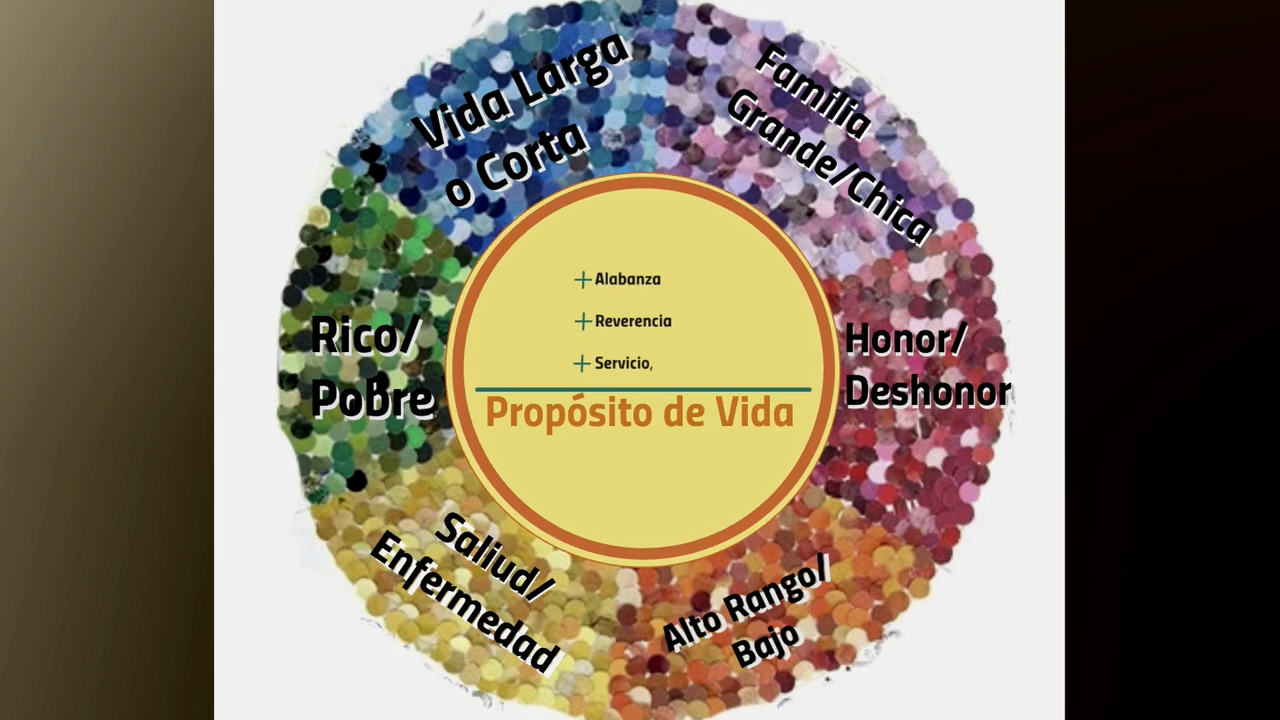 Vida Larga
o Corta
Familia
Grande/Chica
Rico/
Pobre
+ Alabanza
+ Reverencia
+ Servicio,
Propósito de Vida
Honor/
Deshonor
Saliud/
Enfermedad
Alto Rango/
Bajo